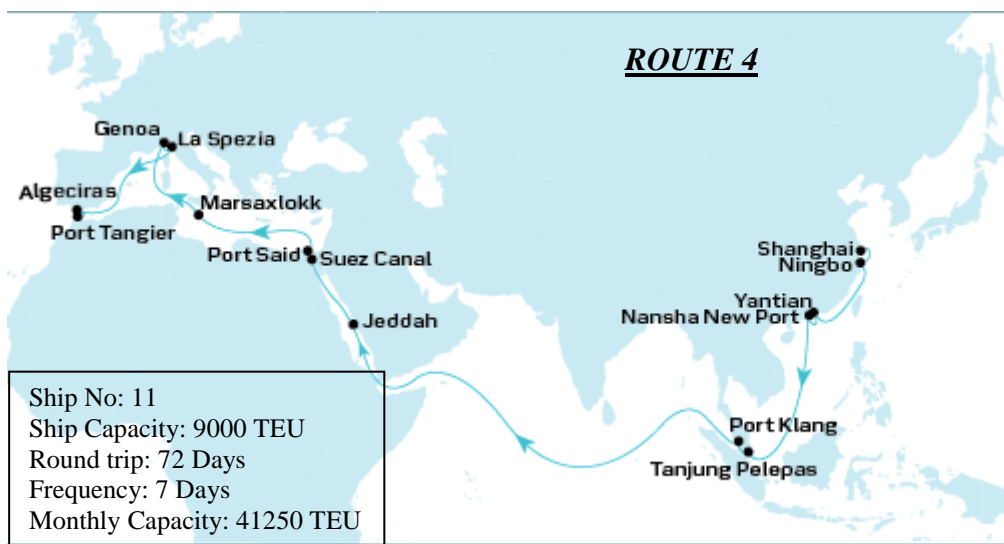 ROUTE 4
Genoa
La Spezia
Algeciras
Port Tangier
Marsaxlokk
Port Said
Suez Canal
Jeddah
Shanghai
Ningbo
Yantian
Nansha New Port
Port Klang
Tanjung Pelepas
Ship No: 11
Ship Capacity: 9000 TEU
Round trip: 72 Days
Frequency: 7 Days
Monthly Capacity: 41250 TEU